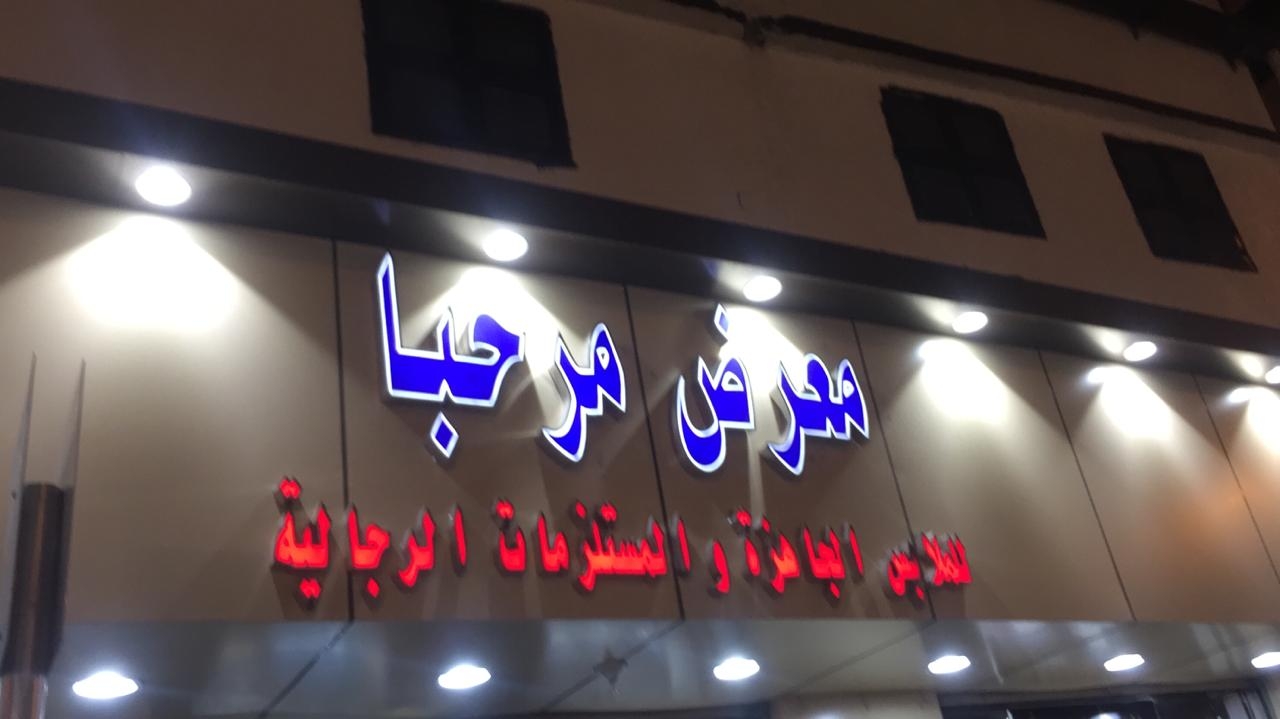 معرض مرحبا
للملابس الجاهزة و المستلزمات الرجالية